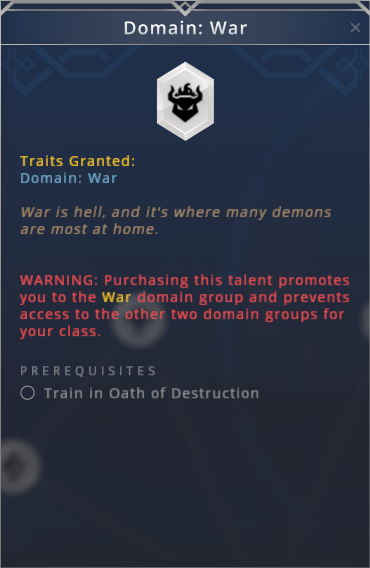 Domain: War
Traits Granted:
Domain: War
War is hell, and it's where many demons
are most at home.
WARNING: Purchasing this talent promotes
you to the War domain group and prevents
access to the other two domain groups for
your class.
PREREQUISITES
Train in Oath of Destruction